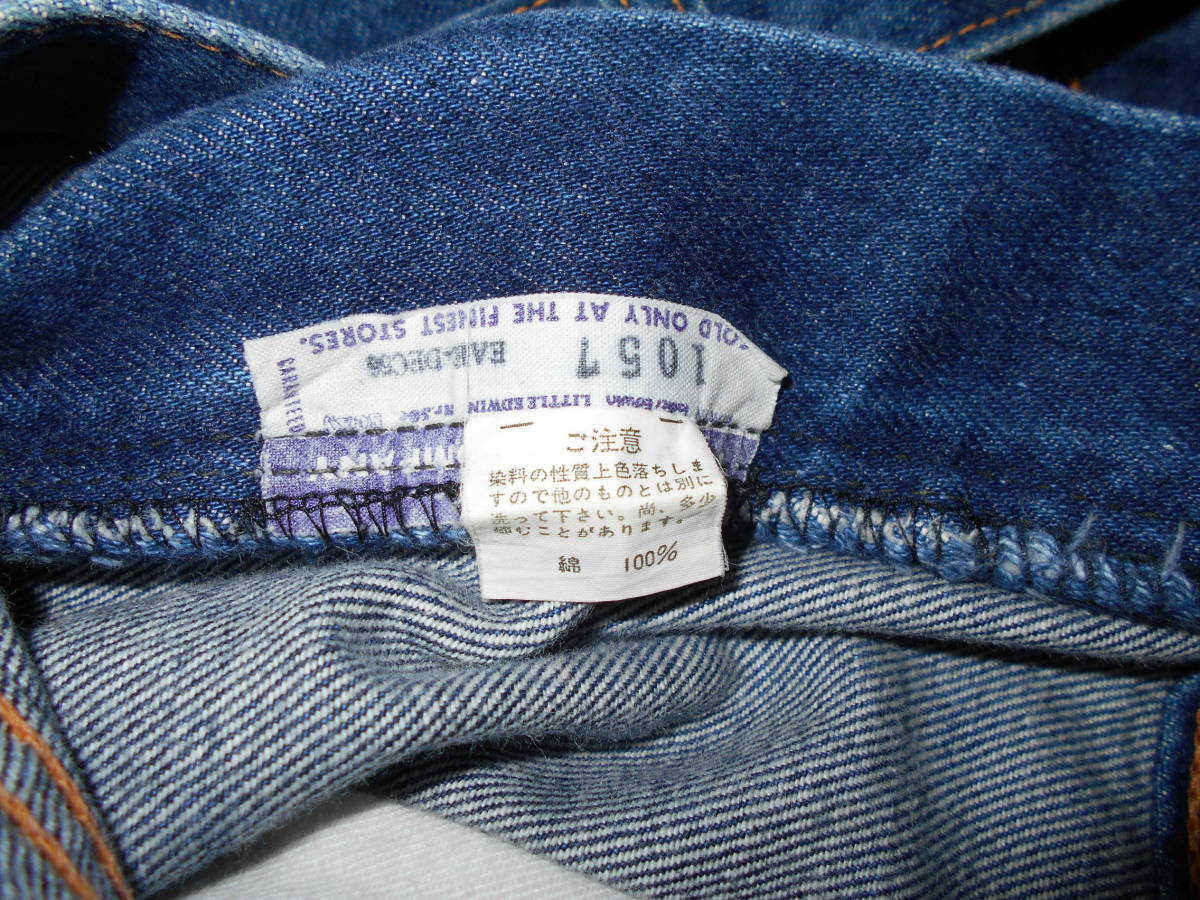 ご注意
染料の性質上色落ちしま
すので他のものとは別に
洗って下さい。尚、多少
縮むことがあります。
綿 100%
SOLD ONLY AT THE FINEST STORES.
GARANTEED
1057
LITTLE EDWIN